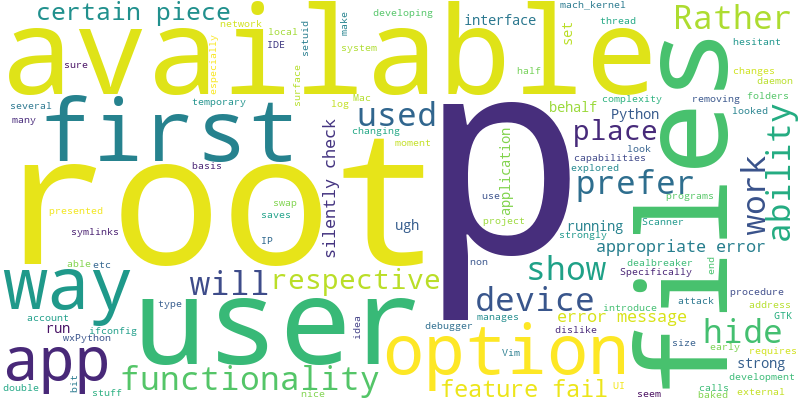 certain piece
developing
interface
mach_kernel
thread
Rather
hesitant
network
local
IDE
especially
setuid
make
system
set
available
sure
surface
half
files
changes
daemon
several
many
first
temporary
log
Mac
used
behalf
complexity
removing
folders
looked
changing
moment
Python
place
look
capabilities
explored
ability
work
silently check
application
basis
root
p
prefer
presented
symlinks
swap
saves
IP
ugh
use
project
programs
Scanner
running
strongly
appropriate error
able
etc
way
will
respective
non
show
dealbreaker
Specifically
end
procedure
account
type
user
device
manages
introduce
attack
address
run
ifconfig
wxPython
idea
debugger
error message
dislike
size
early
GTK
requires
hide
app
option
Vim
seem
strong
development
double
bit
stuff
functionality
nice
feature fail
UI
calls
baked
external